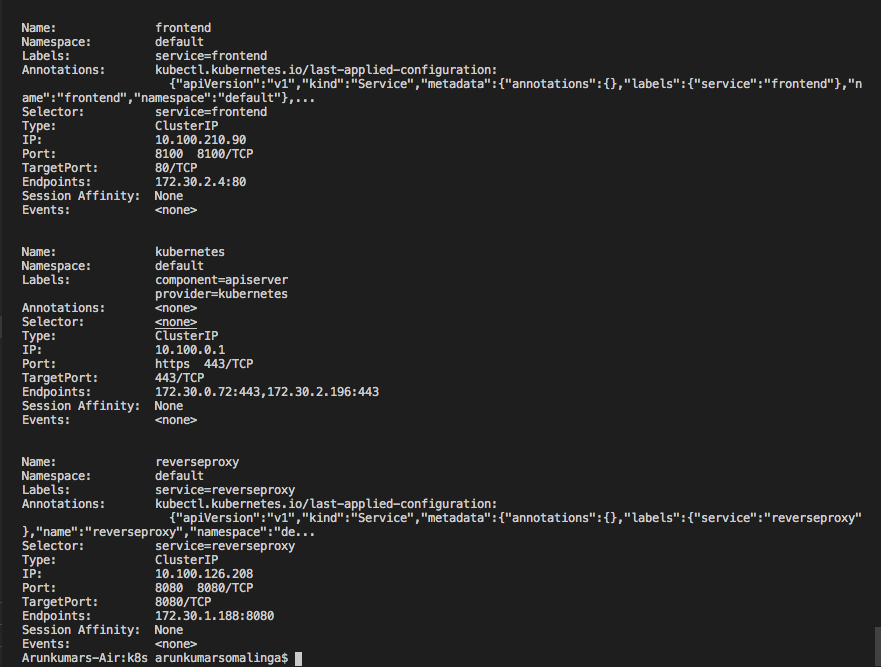 Name:              frontend
Namespace:         default
Labels:            service=frontend
Annotations:       kubectl.kubernetes.io/last-applied-configuration:
                     {"apiVersion":"v1","kind":"Service","metadata":{"annotations":{},"labels":{"service":"frontend"},"n
ame":"frontend","namespace":"default"},...
Selector:          service=frontend
Type:              ClusterIP
IP:                10.100.210.90
Port:              8100  8100/TCP
TargetPort:        80/TCP
Endpoints:         172.30.2.4:80
Session Affinity:  None
Events:            <none>
Name:              kubernetes
Namespace:         default
Labels:            component=apiserver
                   provider=kubernetes
Annotations:       <none>
Selector:          <none>
Type:              ClusterIP
IP:                10.100.0.1
Port:              https  443/TCP
TargetPort:        443/TCP
Endpoints:         172.30.0.72:443,172.30.2.196:443
Session Affinity:  None
Events:            <none>
Name:              reverseproxy
Namespace:         default
Labels:            service=reverseproxy
Annotations:       kubectl.kubernetes.io/last-applied-configuration:
                     {"apiVersion":"v1","kind":"Service","metadata":{"annotations":{},"labels":{"service":"reverseproxy"
},"name":"reverseproxy","namespace":"de...
Selector:          service=reverseproxy
Type:              ClusterIP
IP:                10.100.126.208
Port:              8080  8080/TCP
TargetPort:        8080/TCP
Endpoints:         172.30.1.188:8080
Session Affinity:  None
Events:            <none>
Arunkumars-Air:k8s arunkumarsomalinga$